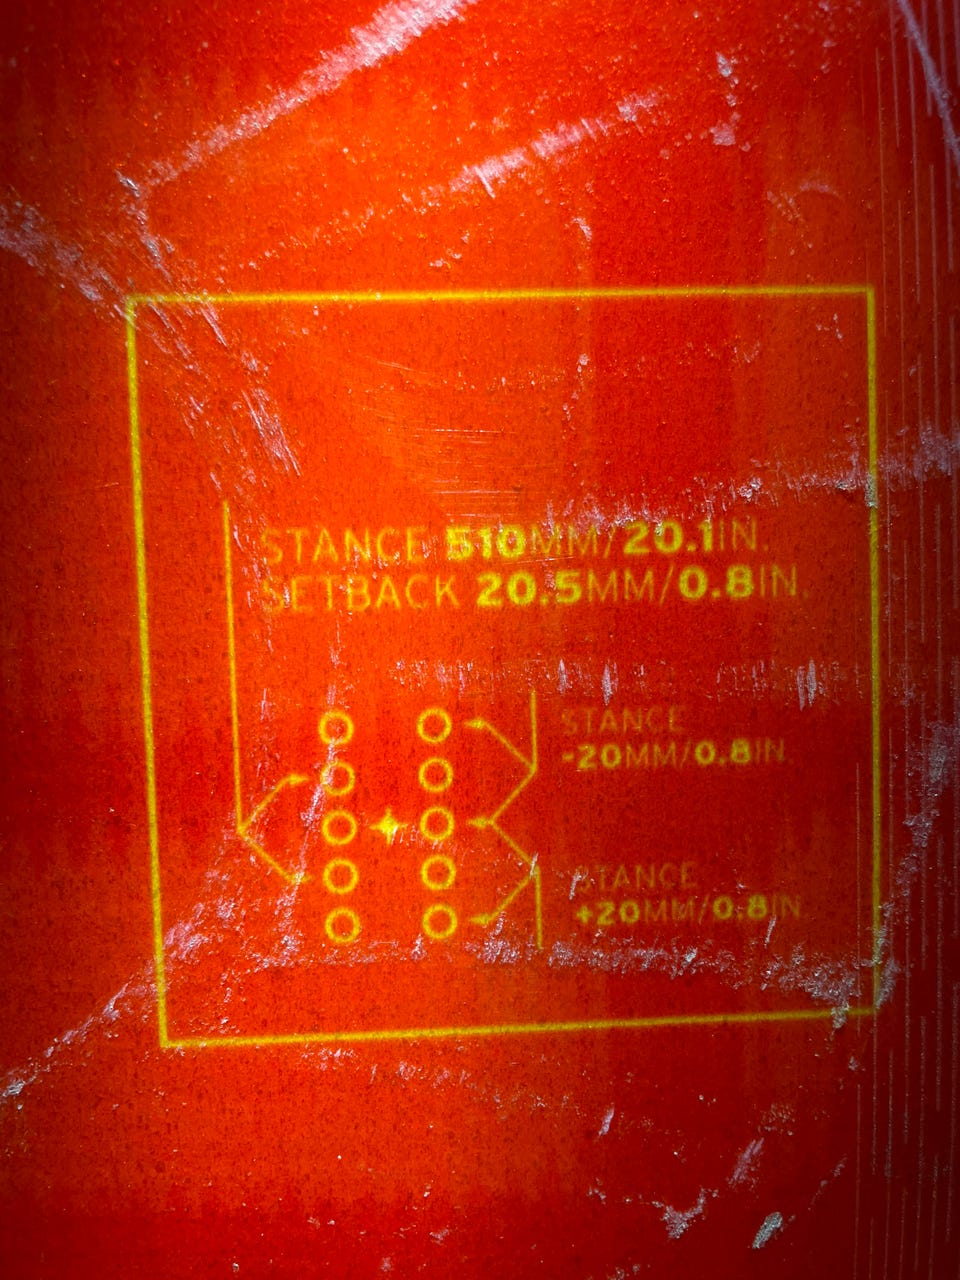 STANCE 510MM/20.1IN.
SETBACK 20.5MM/0.8IN.
STANCE
-20MM/0.8IN.
STANCE
+20MM/0.8IN